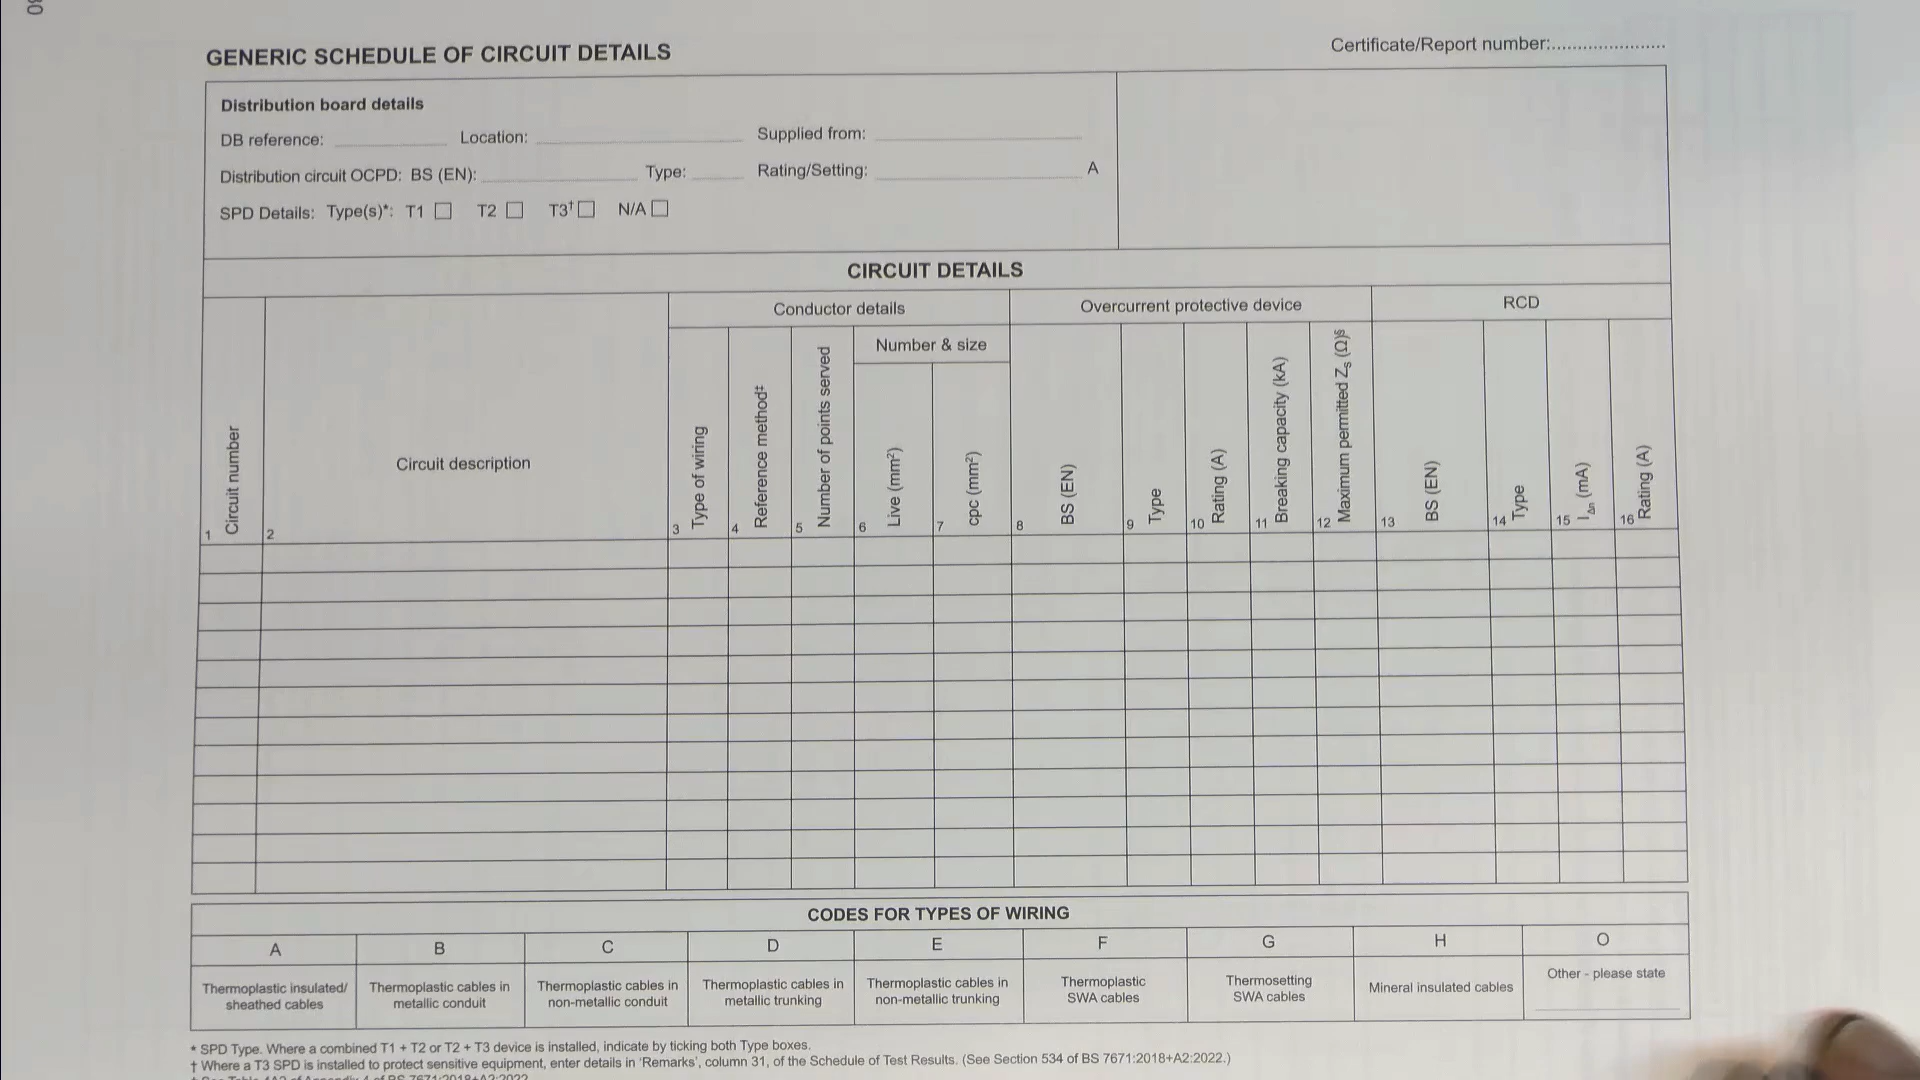 30
GENERIC SCHEDULE OF CIRCUIT DETAILS
Certificate/Report number:......................
Distribution board details
DB reference: Location: Supplied from:
Distribution circuit OCPD: BS (EN): Type: Rating/Setting: A
SPD Details: Type(s)*: T1 T2 T3† N/A
CIRCUIT DETAILS
Conductor details
Overcurrent protective device
RCD
Number & size
1 Circuit number
2 Circuit description
3 Type of wiring
4 Reference method‡
5 Number of points served
6 Live (mm²)
7 cpc (mm²)
8 BS (EN)
9 Type
10 Rating (A)
11 Breaking capacity (kA)
12 Maximum permitted Zs (Ω)§
13 BS (EN)
14 Type
15 IΔn (mA)
16 Rating (A)
CODES FOR TYPES OF WIRING
A B C D E F G H O
Thermoplastic insulated/
sheathed cables
Thermoplastic cables in
metallic conduit
Thermoplastic cables in
non-metallic conduit
Thermoplastic cables in
metallic trunking
Thermoplastic cables in
non-metallic trunking
Thermoplastic
SWA cables
Thermosetting
SWA cables
Mineral insulated cables
Other - please state
* SPD Type. Where a combined T1 + T2 or T2 + T3 device is installed, indicate by ticking both Type boxes.
† Where a T3 SPD is installed to protect sensitive equipment, enter details in 'Remarks', column 31, of the Schedule of Test Results. (See Section 534 of BS 7671:2018+A2:2022.)